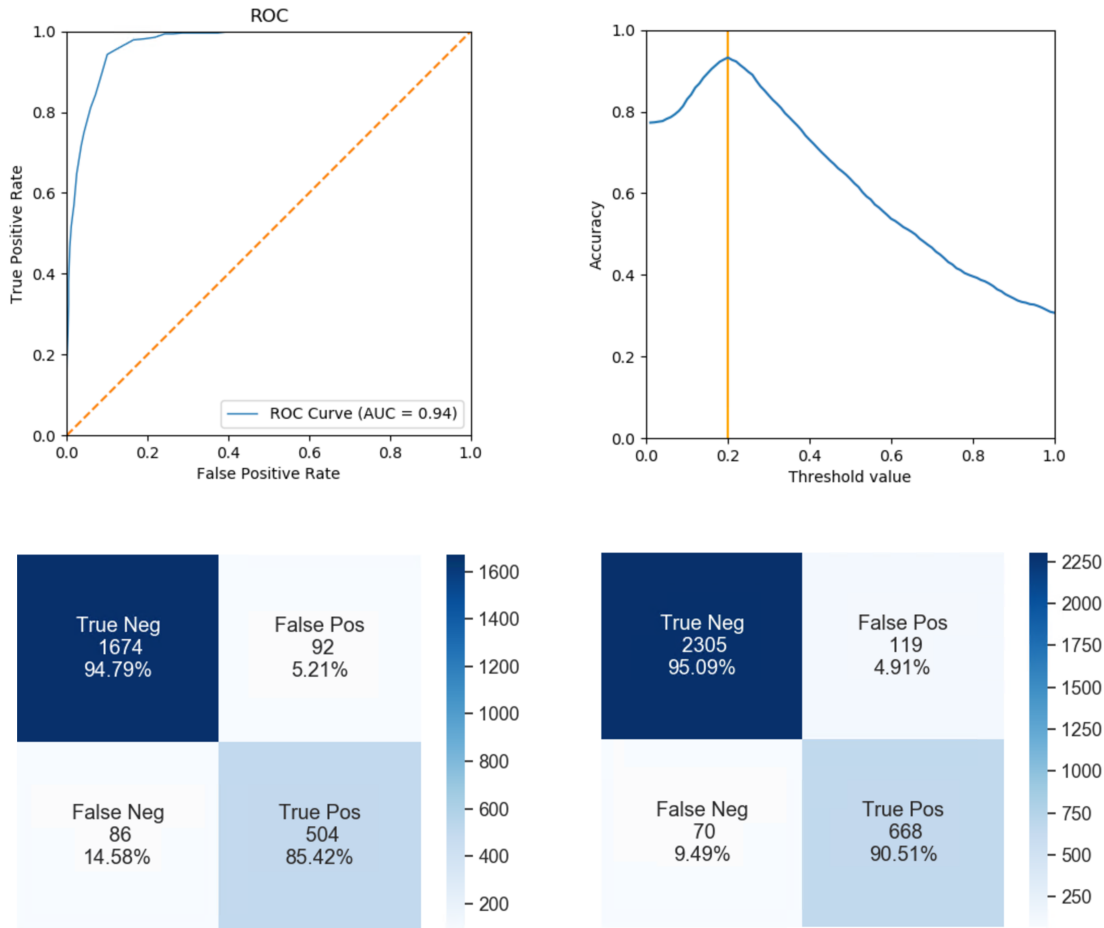 ROC
1.0
0.8
0.6
0.4
0.2
0.0
True Positive Rate
ROC Curve (AUC = 0.94)
0.0 0.2 0.4 0.6 0.8 1.0
False Positive Rate
1.0
0.8
0.6
0.4
0.2
0.0
Accuracy
0.0 0.2 0.4 0.6 0.8 1.0
Threshold value
True Neg
1674
94.79%
False Pos
92
5.21%
False Neg
86
14.58%
True Pos
504
85.42%
1600
1400
1200
1000
800
600
400
200
True Neg
2305
95.09%
False Pos
119
4.91%
False Neg
70
9.49%
True Pos
668
90.51%
2250
2000
1750
1500
1250
1000
750
500
250